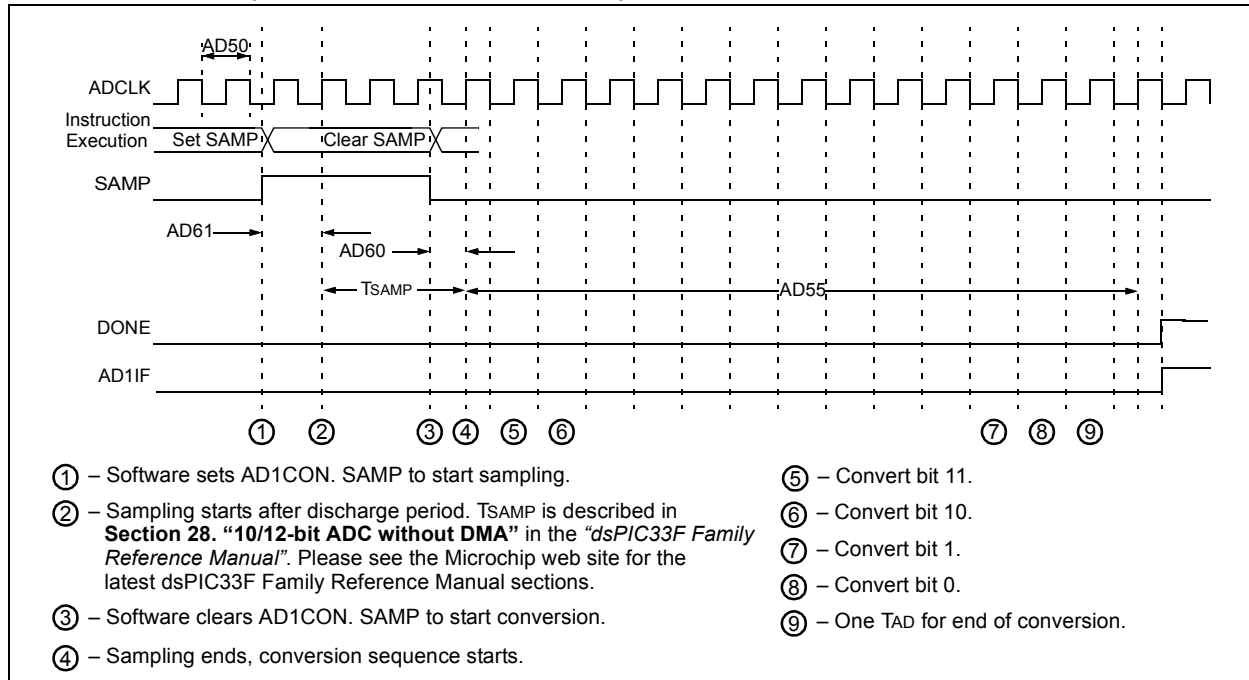 AD50
ADCLK
Instruction
Execution
Set SAMP
Clear SAMP
SAMP
AD61
AD60
TSAMP
AD55
DONE
AD1IF
① ② ③ ④ ⑤ ⑥ ⑦ ⑧ ⑨
① – Software sets AD1CON. SAMP to start sampling.
② – Sampling starts after discharge period. TSAMP is described in
Section 28. “10/12-bit ADC without DMA” in the “dsPIC33F Family
Reference Manual”. Please see the Microchip web site for the
latest dsPIC33F Family Reference Manual sections.
③ – Software clears AD1CON. SAMP to start conversion.
④ – Sampling ends, conversion sequence starts.
⑤ – Convert bit 11.
⑥ – Convert bit 10.
⑦ – Convert bit 1.
⑧ – Convert bit 0.
⑨ – One TAD for end of conversion.